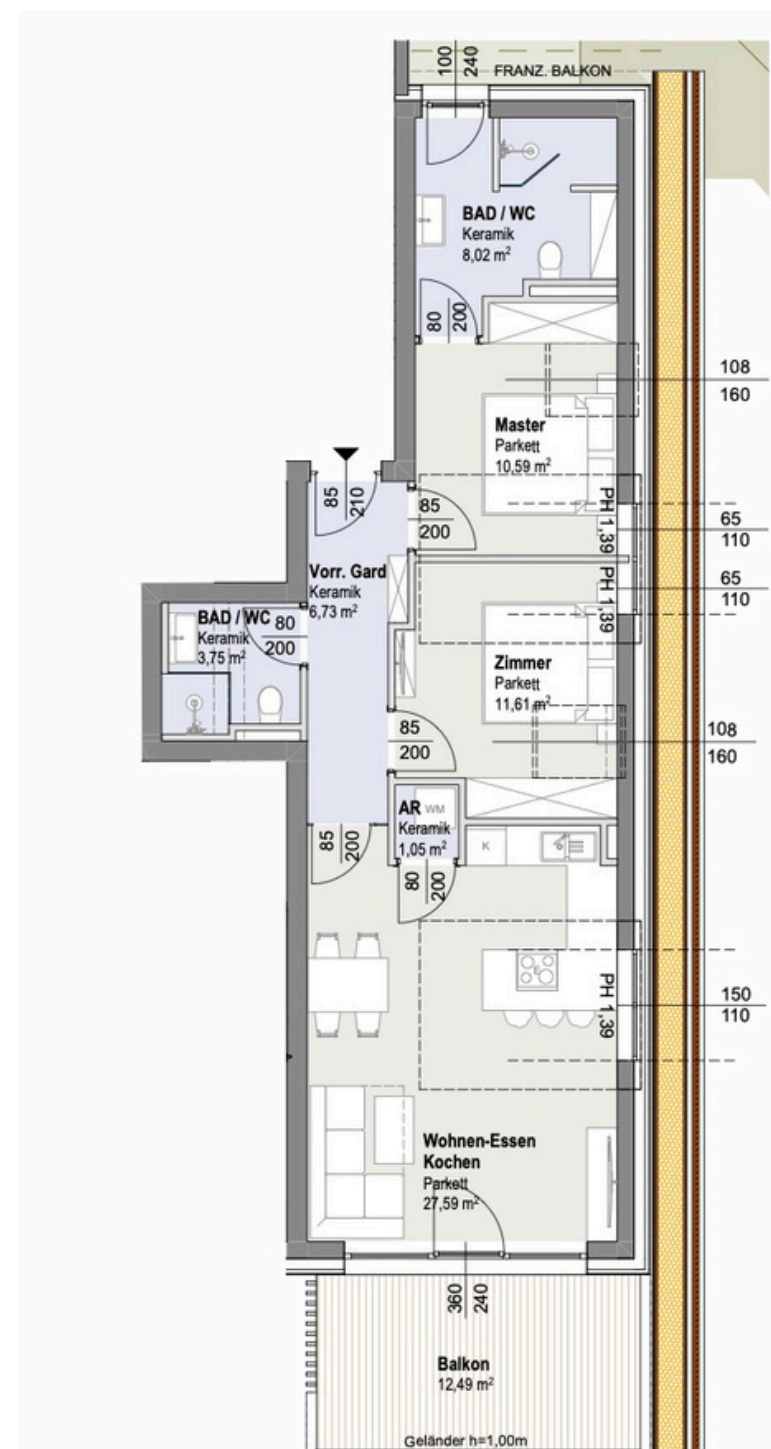 100
240
FRANZ. BALKON
BAD / WC
Keramik
8,02 m²
80
200
108
160
Master
Parkett
10,59 m²
85
210
85
200
PH 1,39
65
110
Vorr. Gard
Keramik
6,73 m²
PH 1,39
65
110
BAD / WC
Keramik
3,75 m²
80
200
Zimmer
Parkett
11,61 m²
85
200
108
160
AR
WM
Keramik
1,05 m²
85
200
80
200
K
E
PH 1,39
150
110
Wohnen-Essen
Kochen
Parkett
27,59 m²
360
240
Balkon
12,49 m²
Geländer h=1,00m